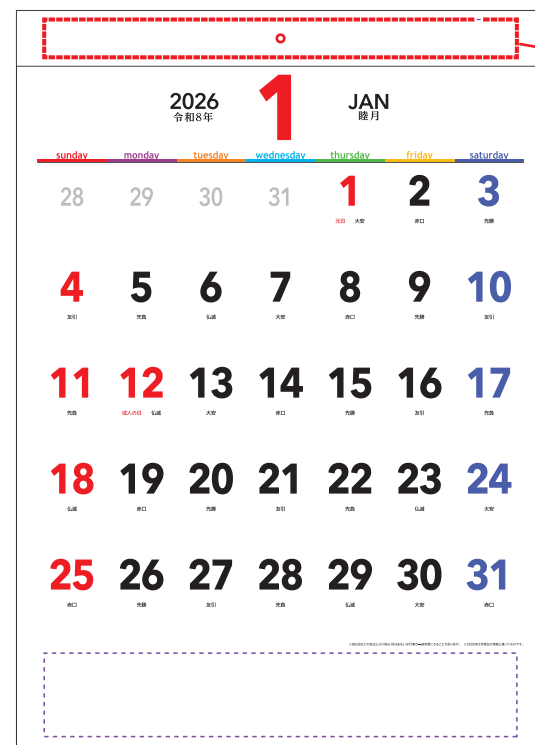 2026
令和8年
1
JAN
睦月
sunday monday tuesday wednesday thursday friday saturday
28 29 30 31 1 2 3
元日 大安 赤口 先勝
4 5 6 7 8 9 10
友引 先負 仏滅 大安 赤口 先勝 友引
11 12 13 14 15 16 17
先負 成人の日 仏滅 大安 赤口 先勝 友引 先負
18 19 20 21 22 23 24
仏滅 赤口 先勝 友引 先負 仏滅 大安
25 26 27 28 29 30 31
赤口 先勝 友引 先負 仏滅 大安 赤口